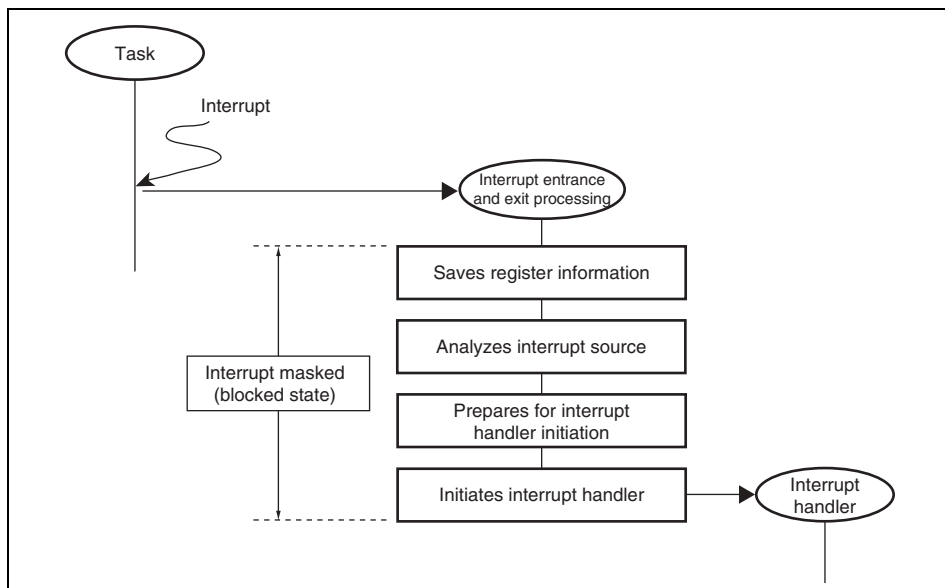 Task
Interrupt
Interrupt entrance
and exit processing
Saves register information
Analyzes interrupt source
Interrupt masked
(blocked state)
Prepares for interrupt
handler initiation
Initiates interrupt handler
Interrupt
handler